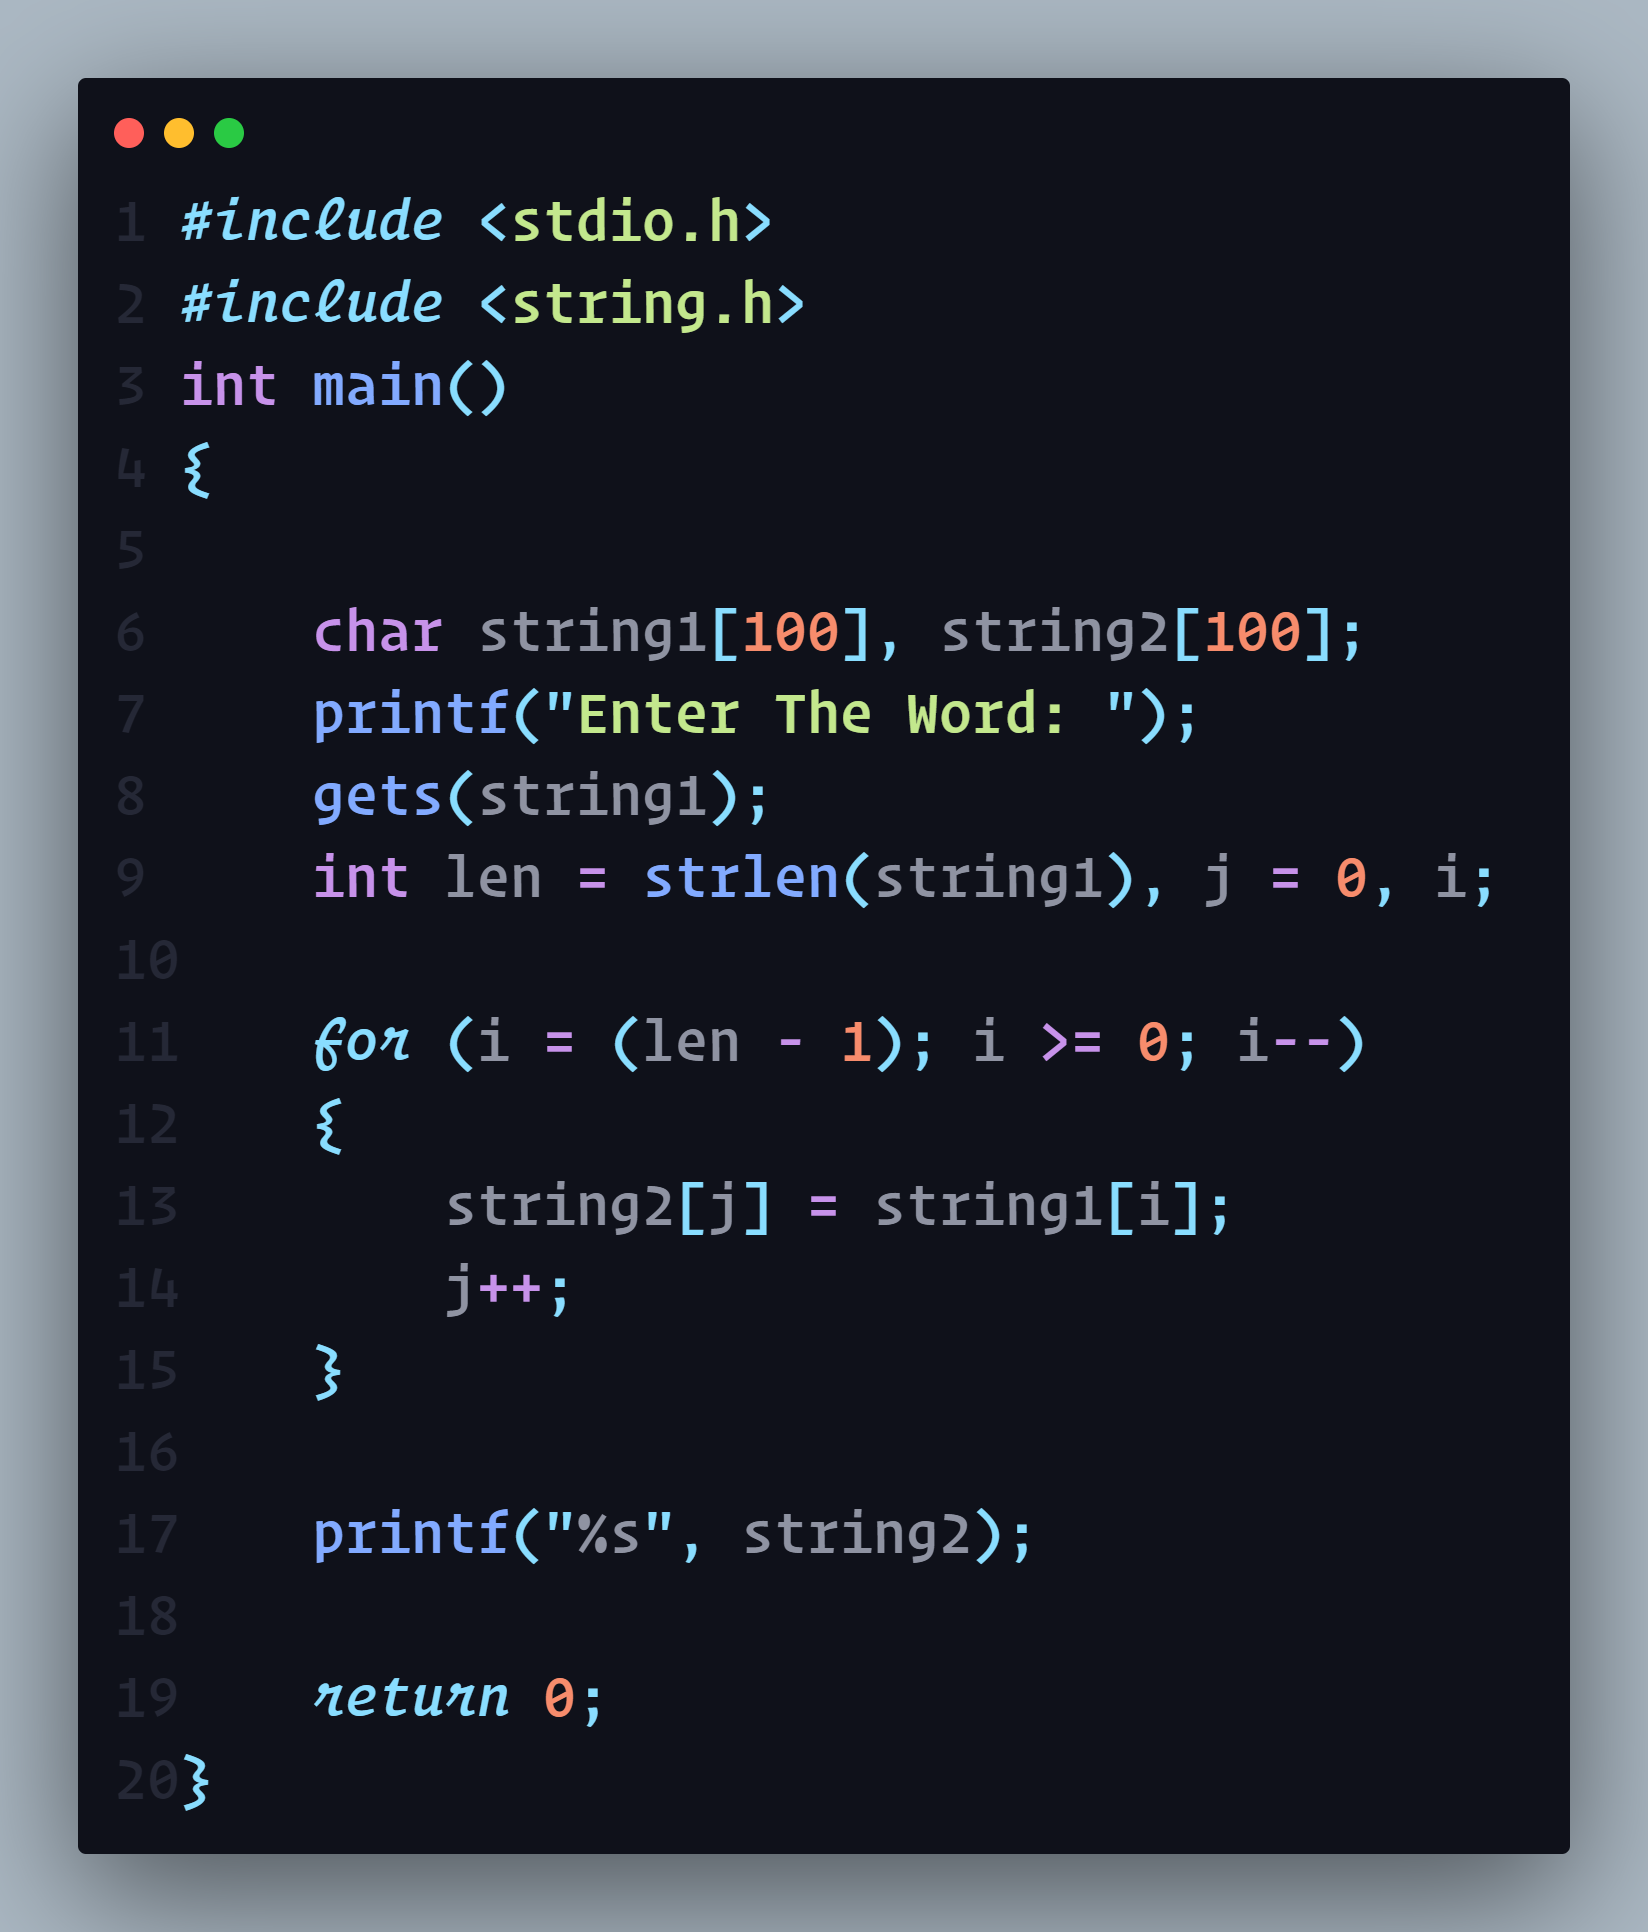 1 #include <stdio.h>
2 #include <string.h>
3 int main()
4 {
5
6     char string1[100], string2[100];
7     printf("Enter The Word: ");
8     gets(string1);
9     int len = strlen(string1), j = 0, i;
10
11     for (i = (len - 1); i >= 0; i--)
12     {
13         string2[j] = string1[i];
14         j++;
15     }
16
17     printf("%s", string2);
18
19     return 0;
20 }